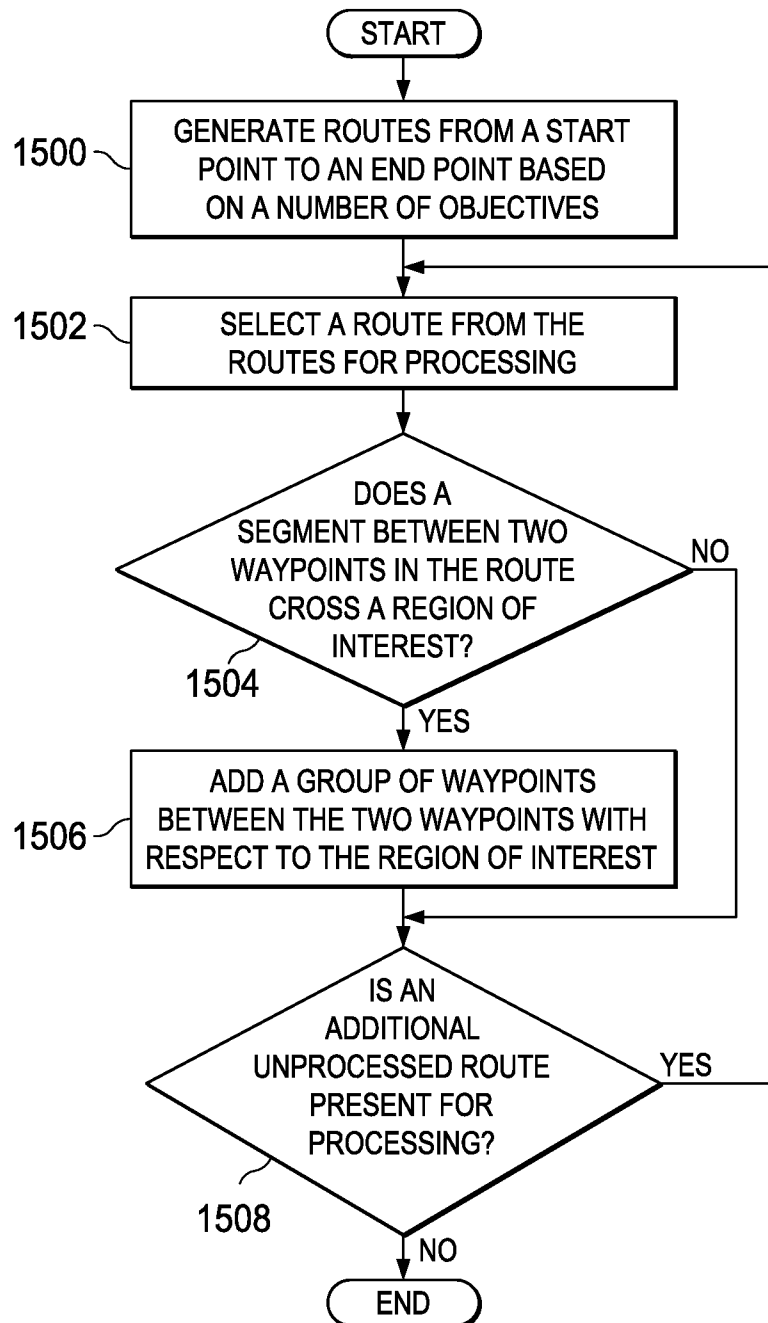 START
1500
GENERATE ROUTES FROM A START
POINT TO AN END POINT BASED
ON A NUMBER OF OBJECTIVES
1502
SELECT A ROUTE FROM THE
ROUTES FOR PROCESSING
DOES A
SEGMENT BETWEEN TWO
WAYPOINTS IN THE ROUTE
CROSS A REGION OF
INTEREST?
NO
1504
YES
1506
ADD A GROUP OF WAYPOINTS
BETWEEN THE TWO WAYPOINTS WITH
RESPECT TO THE REGION OF INTEREST
IS AN
ADDITIONAL
UNPROCESSED ROUTE
PRESENT FOR
PROCESSING?
YES
1508
NO
END